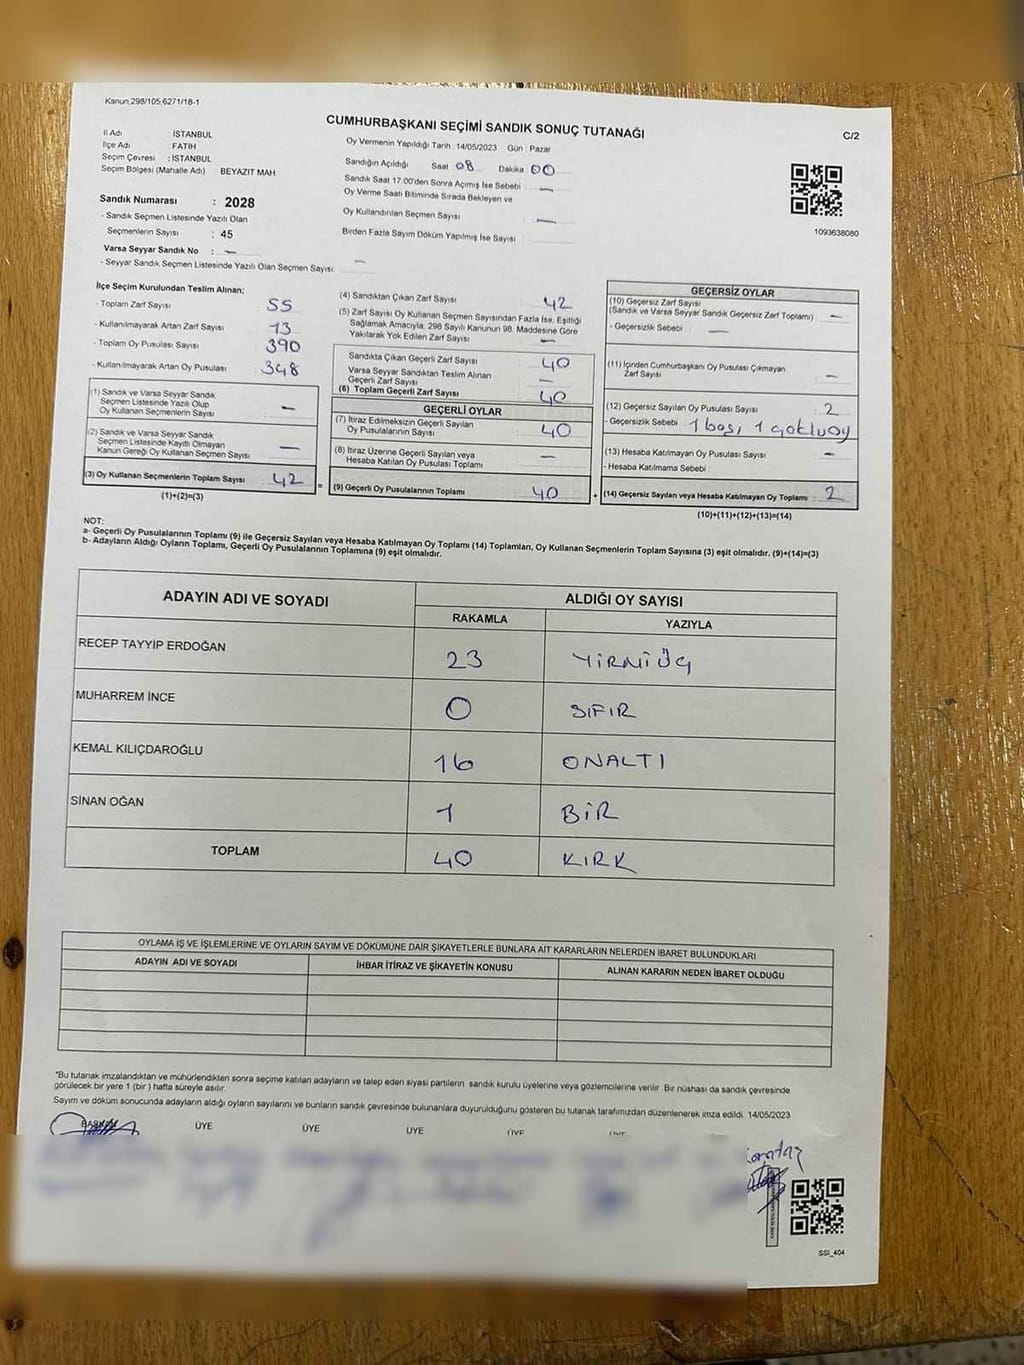 Kanun,298/105,6271/18-1
CUMHURBAŞKANI SEÇİMİ SANDIK SONUÇ TUTANAĞI
C/2
İl Adı : İSTANBUL
İlçe Adı : FATİH
Seçim Çevresi : İSTANBUL
Seçim Bölgesi (Mahalle Adı) BEYAZIT MAH.
Sandık Numarası : 2028
- Sandık Seçmen Listesinde Yazılı Olan
Seçmenlerin Sayısı : 45
Varsa Seyyar Sandık No : —
- Seyyar Sandık Seçmen Listesinde Yazılı Olan Seçmen Sayısı —
Oy Vermenin Yapıldığı Tarih : 14/05/2023 Gün : Pazar
Sandığın Açıldığı Saat 08 Dakika 00
Sandık Saat 17.00'den Sonra Açımış İse Sebebi —
Oy Verme Saati Bitiminde Sırada Bekleyen ve
Oy Kullandırılan Seçmen Sayısı —
Birden Fazla Sayım Döküm Yapılmış İse Sayısı
1093638080
İlçe Seçim Kurulundan Teslim Alınan;
- Toplam Zarf Sayısı 55
- Kullanılmayarak Artan Zarf Sayısı 13
- Toplam Oy Pusulası Sayısı 390
- Kullanılmayarak Artan Oy Pusulası 348
(1) Sandık ve Varsa Seyyar Sandık
Seçmen Listesinde Yazılı Olup
Oy Kullanan Seçmenlerin Sayısı —
(2) Sandık ve Varsa Seyyar Sandık
Seçmen Listesinde Kayıtlı Olmayan
Kanun Gereği Oy Kullanan Seçmen Sayısı —
(3) Oy Kullanan Seçmenlerin Toplam Sayısı : 42
(1)+(2)=(3)
=
(4) Sandıktan Çıkan Zarf Sayısı : 42
(5) Zarf Sayısı Oy Kullanan Seçmen Sayısından Fazla İse, Eşitliği
Sağlamak Amacıyla, 298 Sayılı Kanunun 98. Maddesine Göre
Yakılarak Yok Edilen Zarf Sayısı —
Sandıkta Çıkan Geçerli Zarf Sayısı : 40
Varsa Seyyar Sandıktan Teslim Alınan
Geçerli Zarf Sayısı —
(6) Toplam Geçerli Zarf Sayısı : 40
GEÇERLİ OYLAR
(7) İtiraz Edilmeksizin Geçerli Sayılan
Oy Pusulalarının Sayısı : 40
(8) İtiraz Üzerine Geçerli Sayılan veya
Hesaba Katılan Oy Pusulası Toplamı —
(9) Geçerli Oy Pusulalarının Toplamı : 40
+
GEÇERSİZ OYLAR
(10) Geçersiz Zarf Sayısı
(Sandık ve Varsa Seyyar Sandık Geçersiz Zarf Toplamı) —
- Geçersizlik Sebebi : —
(11) İçinden Cumhurbaşkanı Oy Pusulası Çıkmayan
Zarf Sayısı —
(12) Geçersiz Sayılan Oy Pusulası Sayısı : 2
- Geçersizlik Sebebi : 1 boş, 1 çoklu oy
(13) Hesaba Katılmayan Oy Pusulası Sayısı : —
- Hesaba Katılmama Sebebi :
(14) Geçersiz Sayılan veya Hesaba Katılmayan Oy Toplamı : 2
(10)+(11)+(12)+(13)=(14)
NOT:
a- Geçerli Oy Pusulalarının Toplamı (9) ile Geçersiz Sayılan veya Hesaba Katılmayan Oy Toplamı (14) Toplamları, Oy Kullanan Seçmenlerin Toplam Sayısına (3) eşit olmalıdır. (9)+(14)=(3)
b- Adayların Aldığı Oyların Toplamı, Geçerli Oy Pusulalarının Toplamına (9) eşit olmalıdır.
ADAYIN ADI VE SOYADI ALDIĞI OY SAYISI
RAKAMLA YAZIYLA
RECEP TAYYİP ERDOĞAN 23 YİRMİÜÇ
MUHARREM İNCE 0 SIFIR
KEMAL KILIÇDAROĞLU 16 ONALTI
SİNAN OĞAN 1 BİR
TOPLAM 40 KIRK
OYLAMA İŞ VE İŞLEMLERİNE VE OYLARIN SAYIM VE DÖKÜMÜNE DAİR ŞİKAYETLERLE BUNLARA AİT KARARLARIN NELERDEN İBARET BULUNDUKLARI
ADAYIN ADI VE SOYADI İHBAR İTİRAZ VE ŞİKAYETİN KONUSU ALINAN KARARIN NEDEN İBARET OLDUĞU
"Bu tutanak imzalandıktan ve mühürlendikten sonra seçime katılan adayların ve talep eden siyasi partilerin sandık kurulu üyelerine veya gözlemcilerine verilir. Bir nüshası da sandık çevresinde
görülecek bir yere 1 (bir) hafta süreyle asılır.
Sayım ve döküm sonucunda adayların aldığı oyların sayılarını ve bunların sandık çevresinde bulunanlara duyurulduğunu gösteren bu tutanak tarafımızdan düzenlenerek imza edildi. 14/05/2023
BAŞKAN ÜYE ÜYE ÜYE ÜYE ÜYE
SSI_404